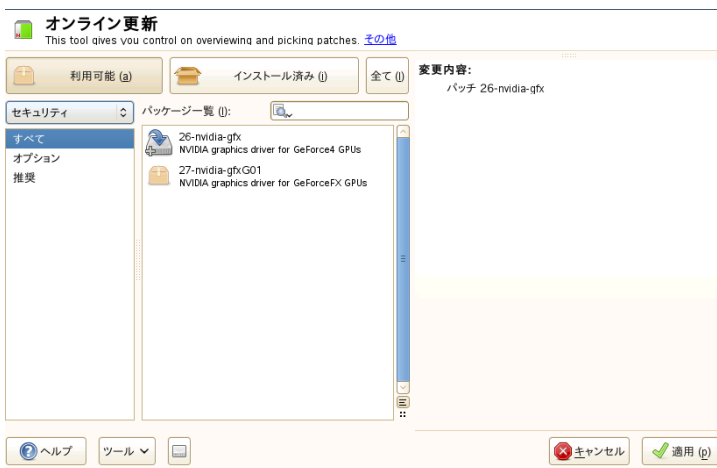 オンライン更新
This tool gives you control on overviewing and picking patches. その他
利用可能 (a)
インストール済み (i)
全て (l)
セキュリティ
パッケージ一覧 (l):
すべて
オプション
推奨
26-nvidia-gfx
NVIDIA graphics driver for GeForce4 GPUs
27-nvidia-gfxG01
NVIDIA graphics driver for GeForceFX GPUs
変更内容:
パッチ 26-nvidia-gfx
ヘルプ
ツール
キャンセル
適用 (p)